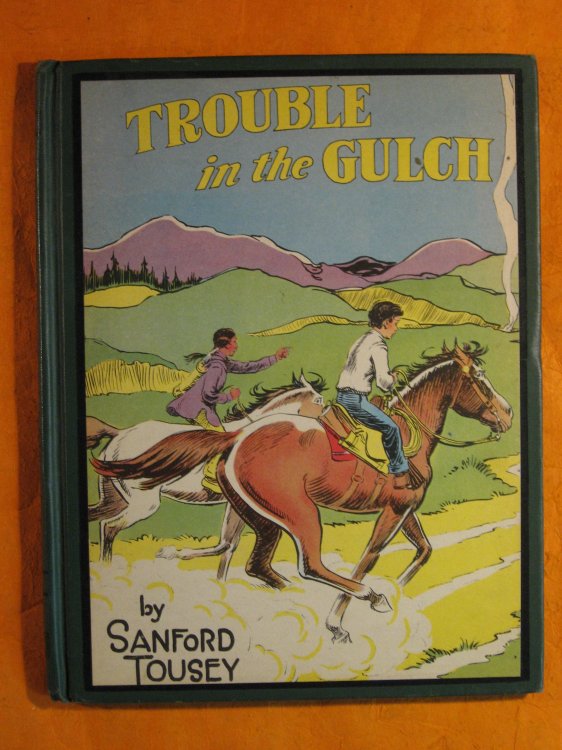 TROUBLE
in the GULCH
by
SANFORD
TOUSEY